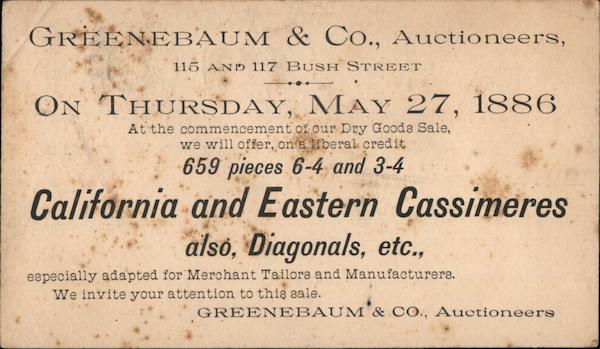 GREENEBAUM & CO., Auctioneers,
115 AND 117 BUSH STREET
ON THURSDAY, MAY 27, 1886
At the commencement of our Dry Goods Sale,
we will offer, on a liberal credit
659 pieces 6-4 and 3-4
California and Eastern Cassimeres
also, Diagonals, etc.,
especially adapted for Merchant Tailors and Manufacturers.
We invite your attention to this sale.
GREENEBAUM & CO., Auctioneers